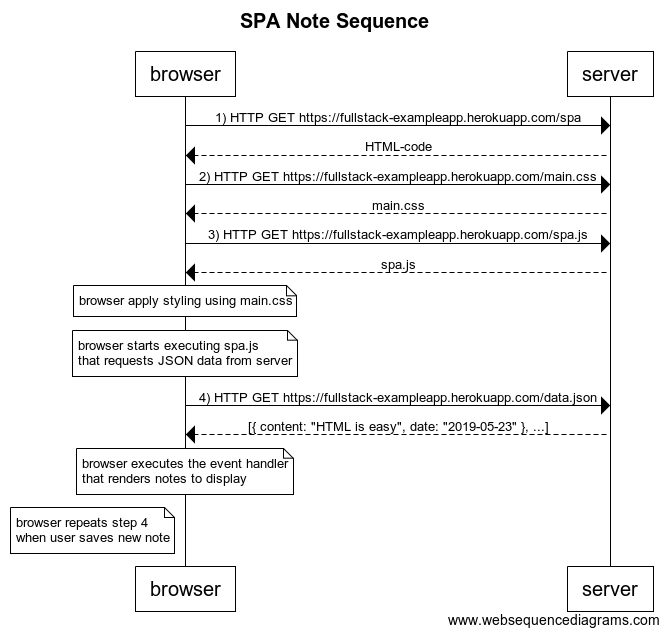 SPA Note Sequence
browser
server
1) HTTP GET https://fullstack-exampleapp.herokuapp.com/spa
HTML-code
2) HTTP GET https://fullstack-exampleapp.herokuapp.com/main.css
main.css
3) HTTP GET https://fullstack-exampleapp.herokuapp.com/spa.js
spa.js
browser apply styling using main.css
browser starts executing spa.js
that requests JSON data from server
4) HTTP GET https://fullstack-exampleapp.herokuapp.com/data.json
[{ content: "HTML is easy", date: "2019-05-23" }, ...]
browser executes the event handler
that renders notes to display
browser repeats step 4
when user saves new note
browser
server
www.websequencediagrams.com